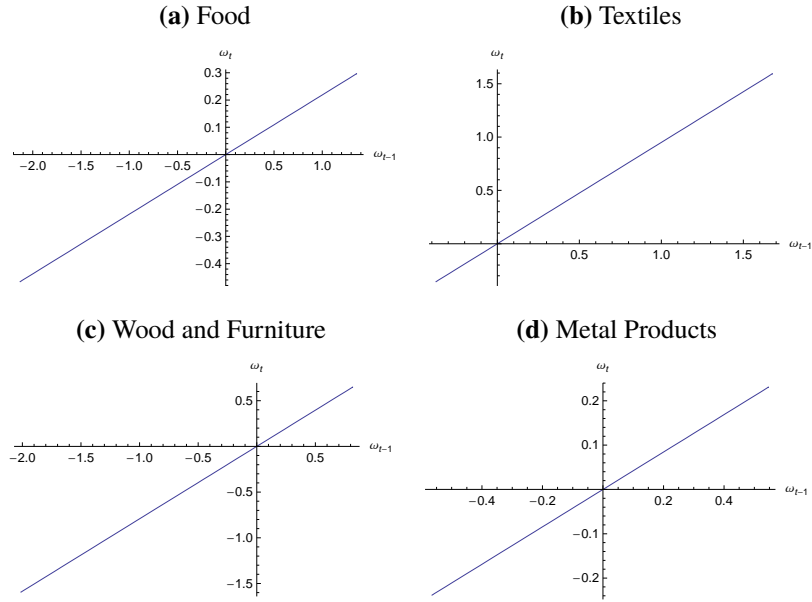 (a) Food
(b) Textiles
ωt
0.3
0.2
0.1
−2.0 −1.5 −1.0 −0.5 0.5 1.0 ωt−1
−0.1
−0.2
−0.3
−0.4
ωt
1.5
1.0
0.5
0.5 1.0 1.5 ωt−1
(c) Wood and Furniture
(d) Metal Products
ωt
0.5
−2.0 −1.5 −1.0 −0.5 0.5 ωt−1
−0.5
−1.0
−1.5
ωt
0.2
0.1
−0.4 −0.2 0.2 0.4 ωt−1
−0.1
−0.2